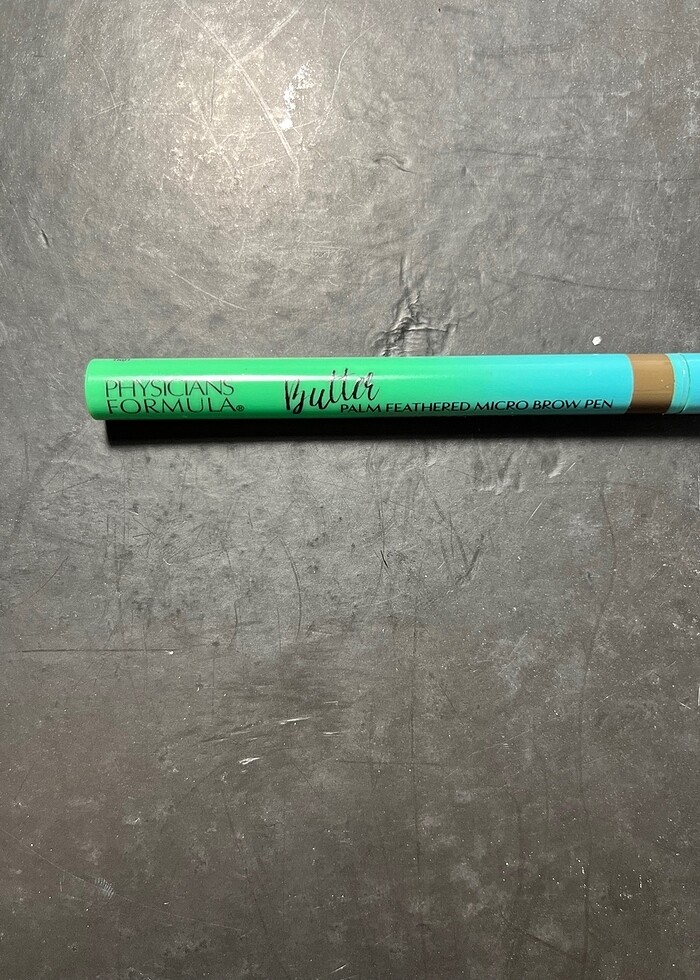 PHYSICIANS
FORMULA®
Butter
PALM FEATHERED MICRO BROW PEN